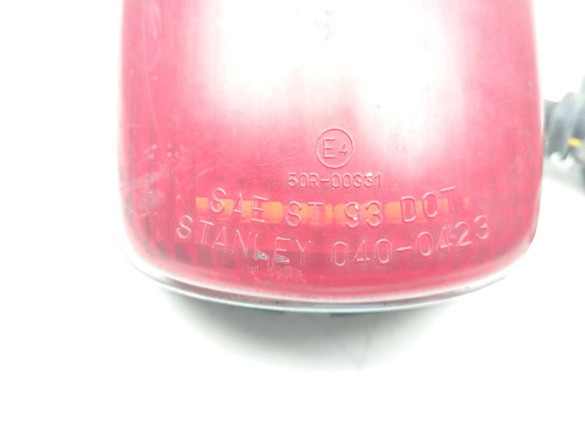 E4
50R-00331
SAE ST 93 DOT
STANLEY 040-0423